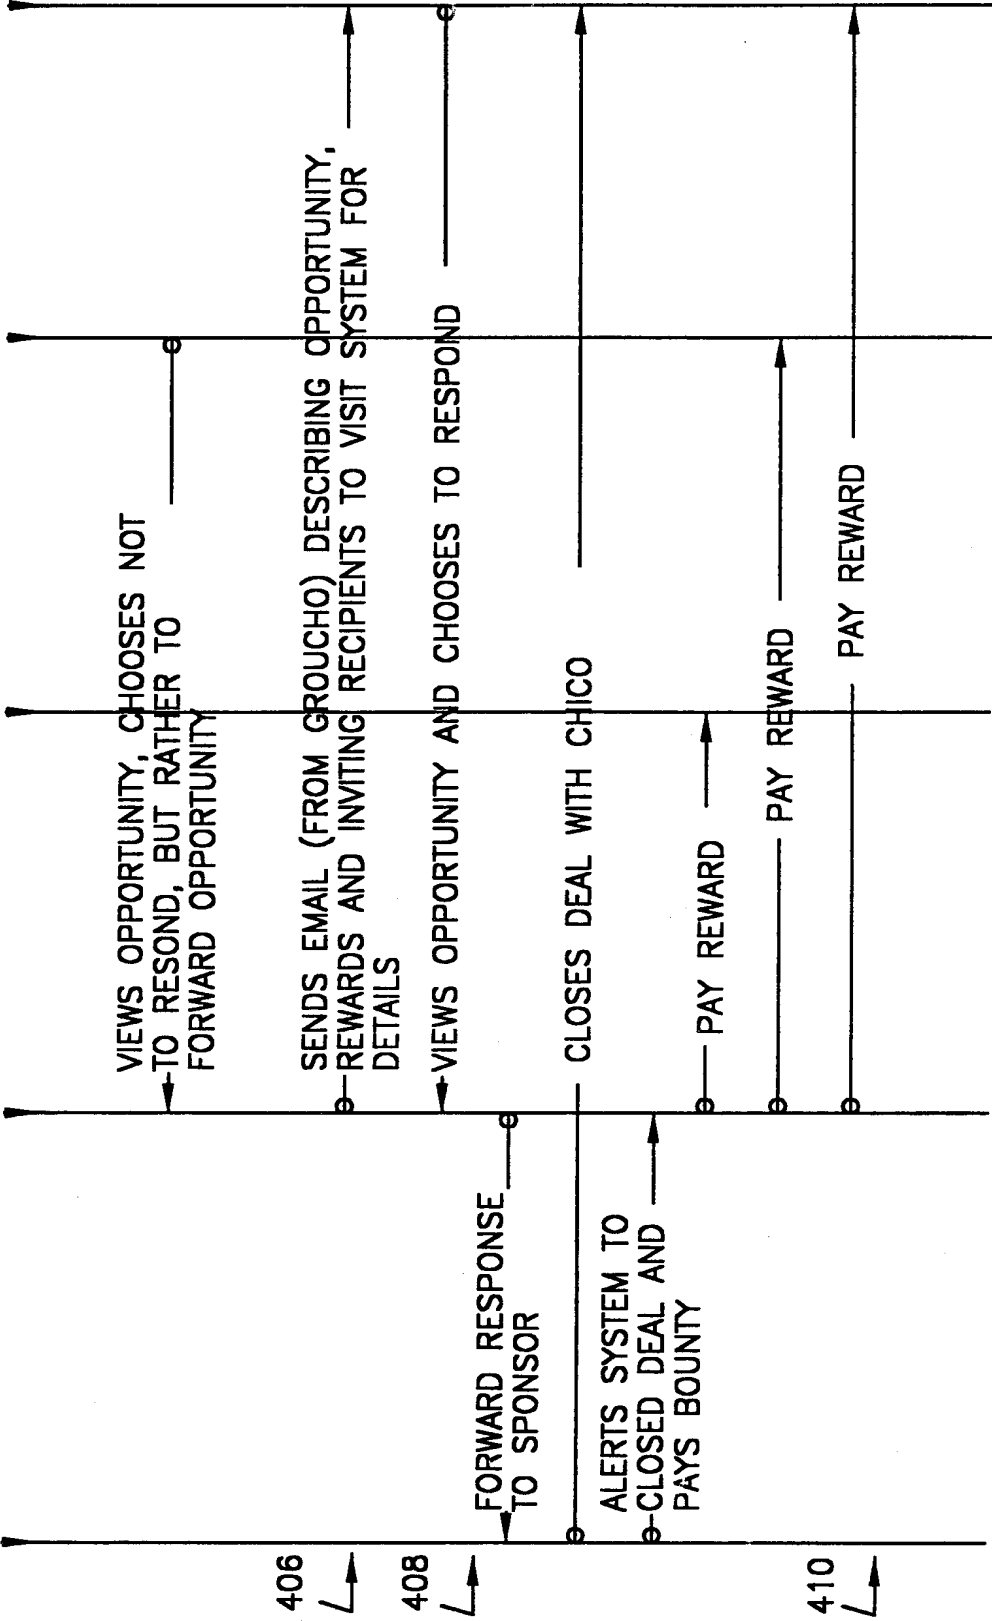 VIEWS OPPORTUNITY, CHOOSES NOT
TO RESOND, BUT RATHER TO
FORWARD OPPORTUNITY
406
SENDS EMAIL (FROM GROUCHO) DESCRIBING OPPORTUNITY,
REWARDS AND INVITING RECIPIENTS TO VISIT SYSTEM FOR
DETAILS
408
VIEWS OPPORTUNITY AND CHOOSES TO RESPOND
FORWARD RESPONSE
TO SPONSOR
CLOSES DEAL WITH CHICO
ALERTS SYSTEM TO
CLOSED DEAL AND
PAYS BOUNTY
PAY REWARD
PAY REWARD
410
PAY REWARD